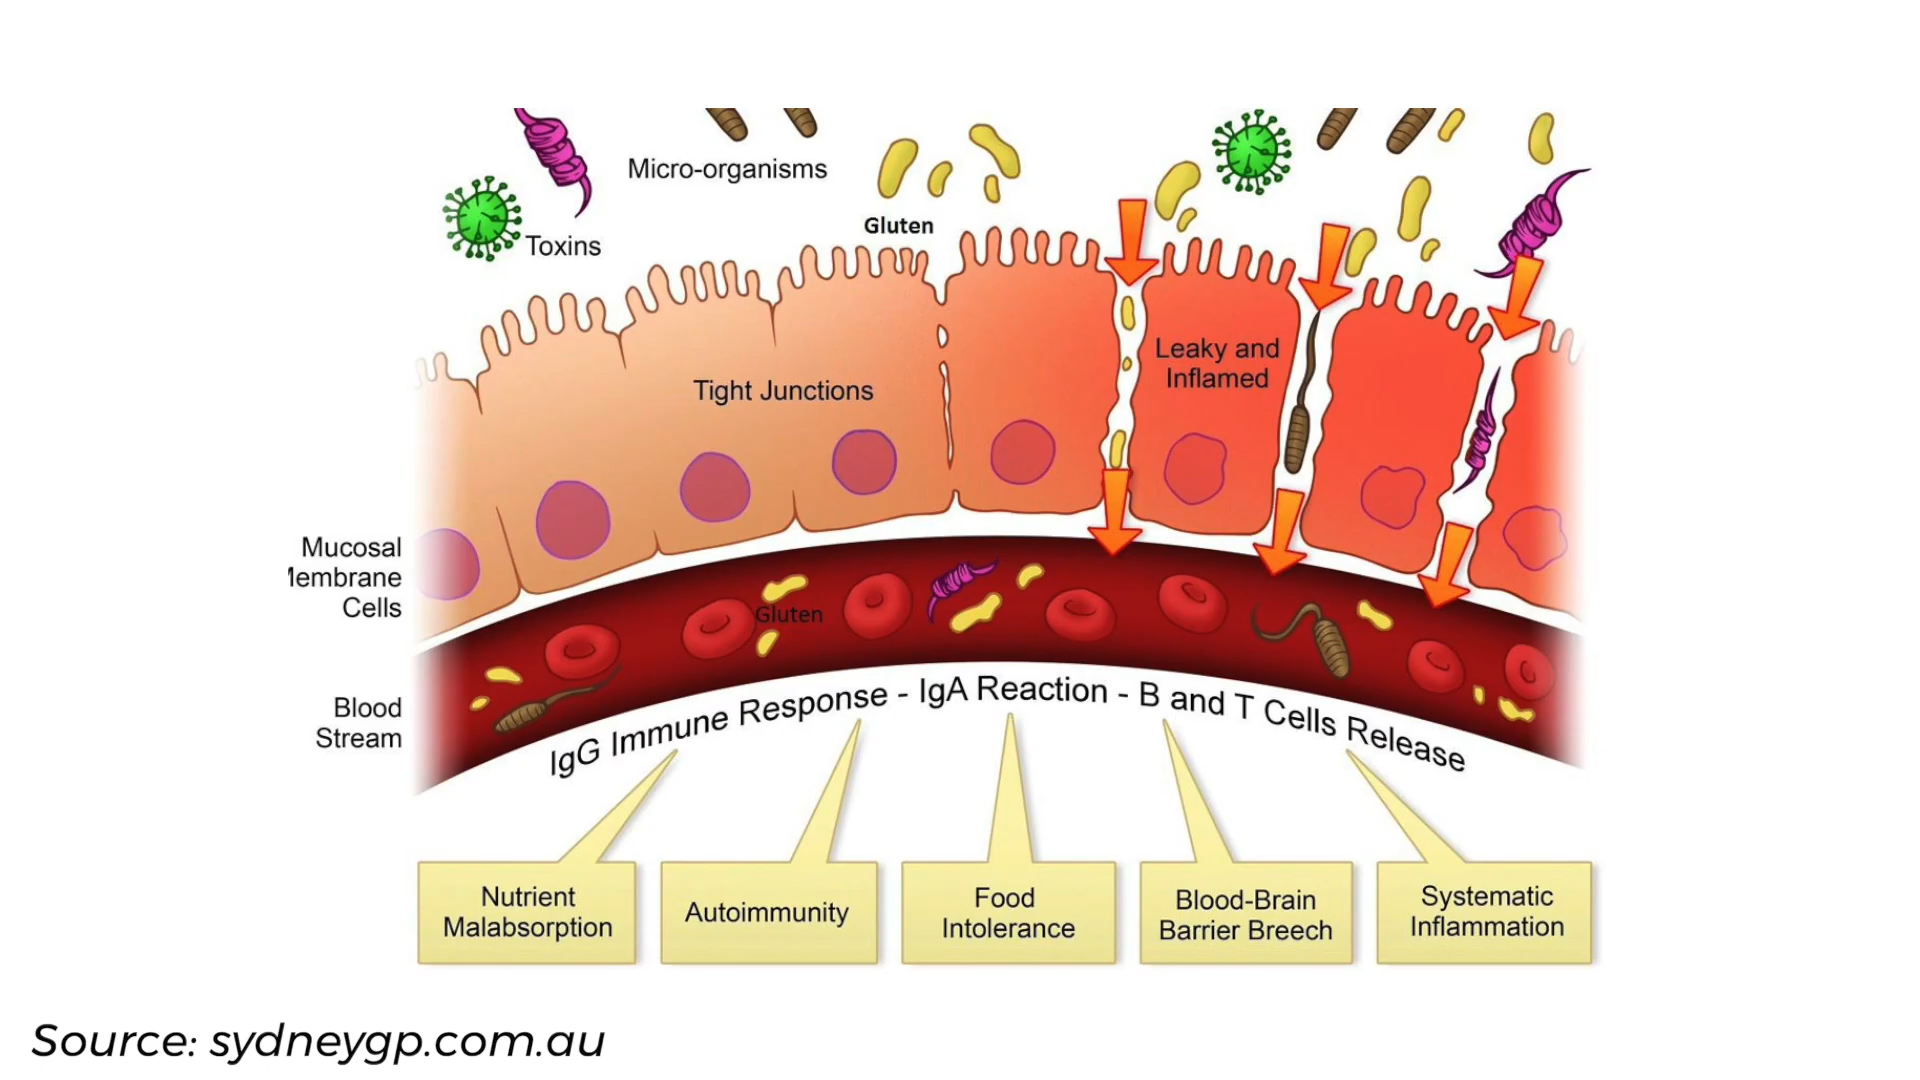 Micro-organisms
Gluten
Toxins
Leaky and
Inflamed
Tight Junctions
Mucosal
lembrane
Cells
Gluten
Blood
Stream
IgG Immune Response - IgA Reaction - B and T Cells Release
Nutrient
Malabsorption
Autoimmunity
Food
Intolerance
Blood-Brain
Barrier Breech
Systematic
Inflammation
Source: sydneygp.com.au